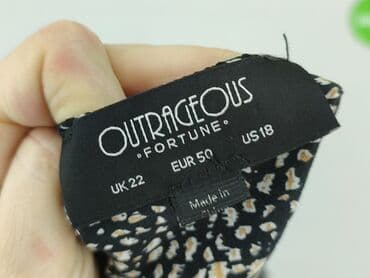 OUTRAGEOUS
°FORTUNE°
UK 22 EUR 50 US 18
Made in